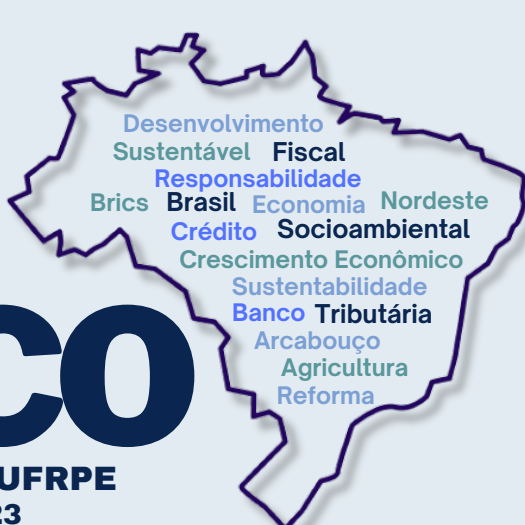 Desenvolvimento
Sustentável Fiscal
Responsabilidade
Brics Brasil Economia Nordeste
Crédito Socioambiental
Crescimento Econômico
Sustentabilidade
Banco Tributária
Arcabouço
Agricultura
Reforma
CO
UFRPE
23